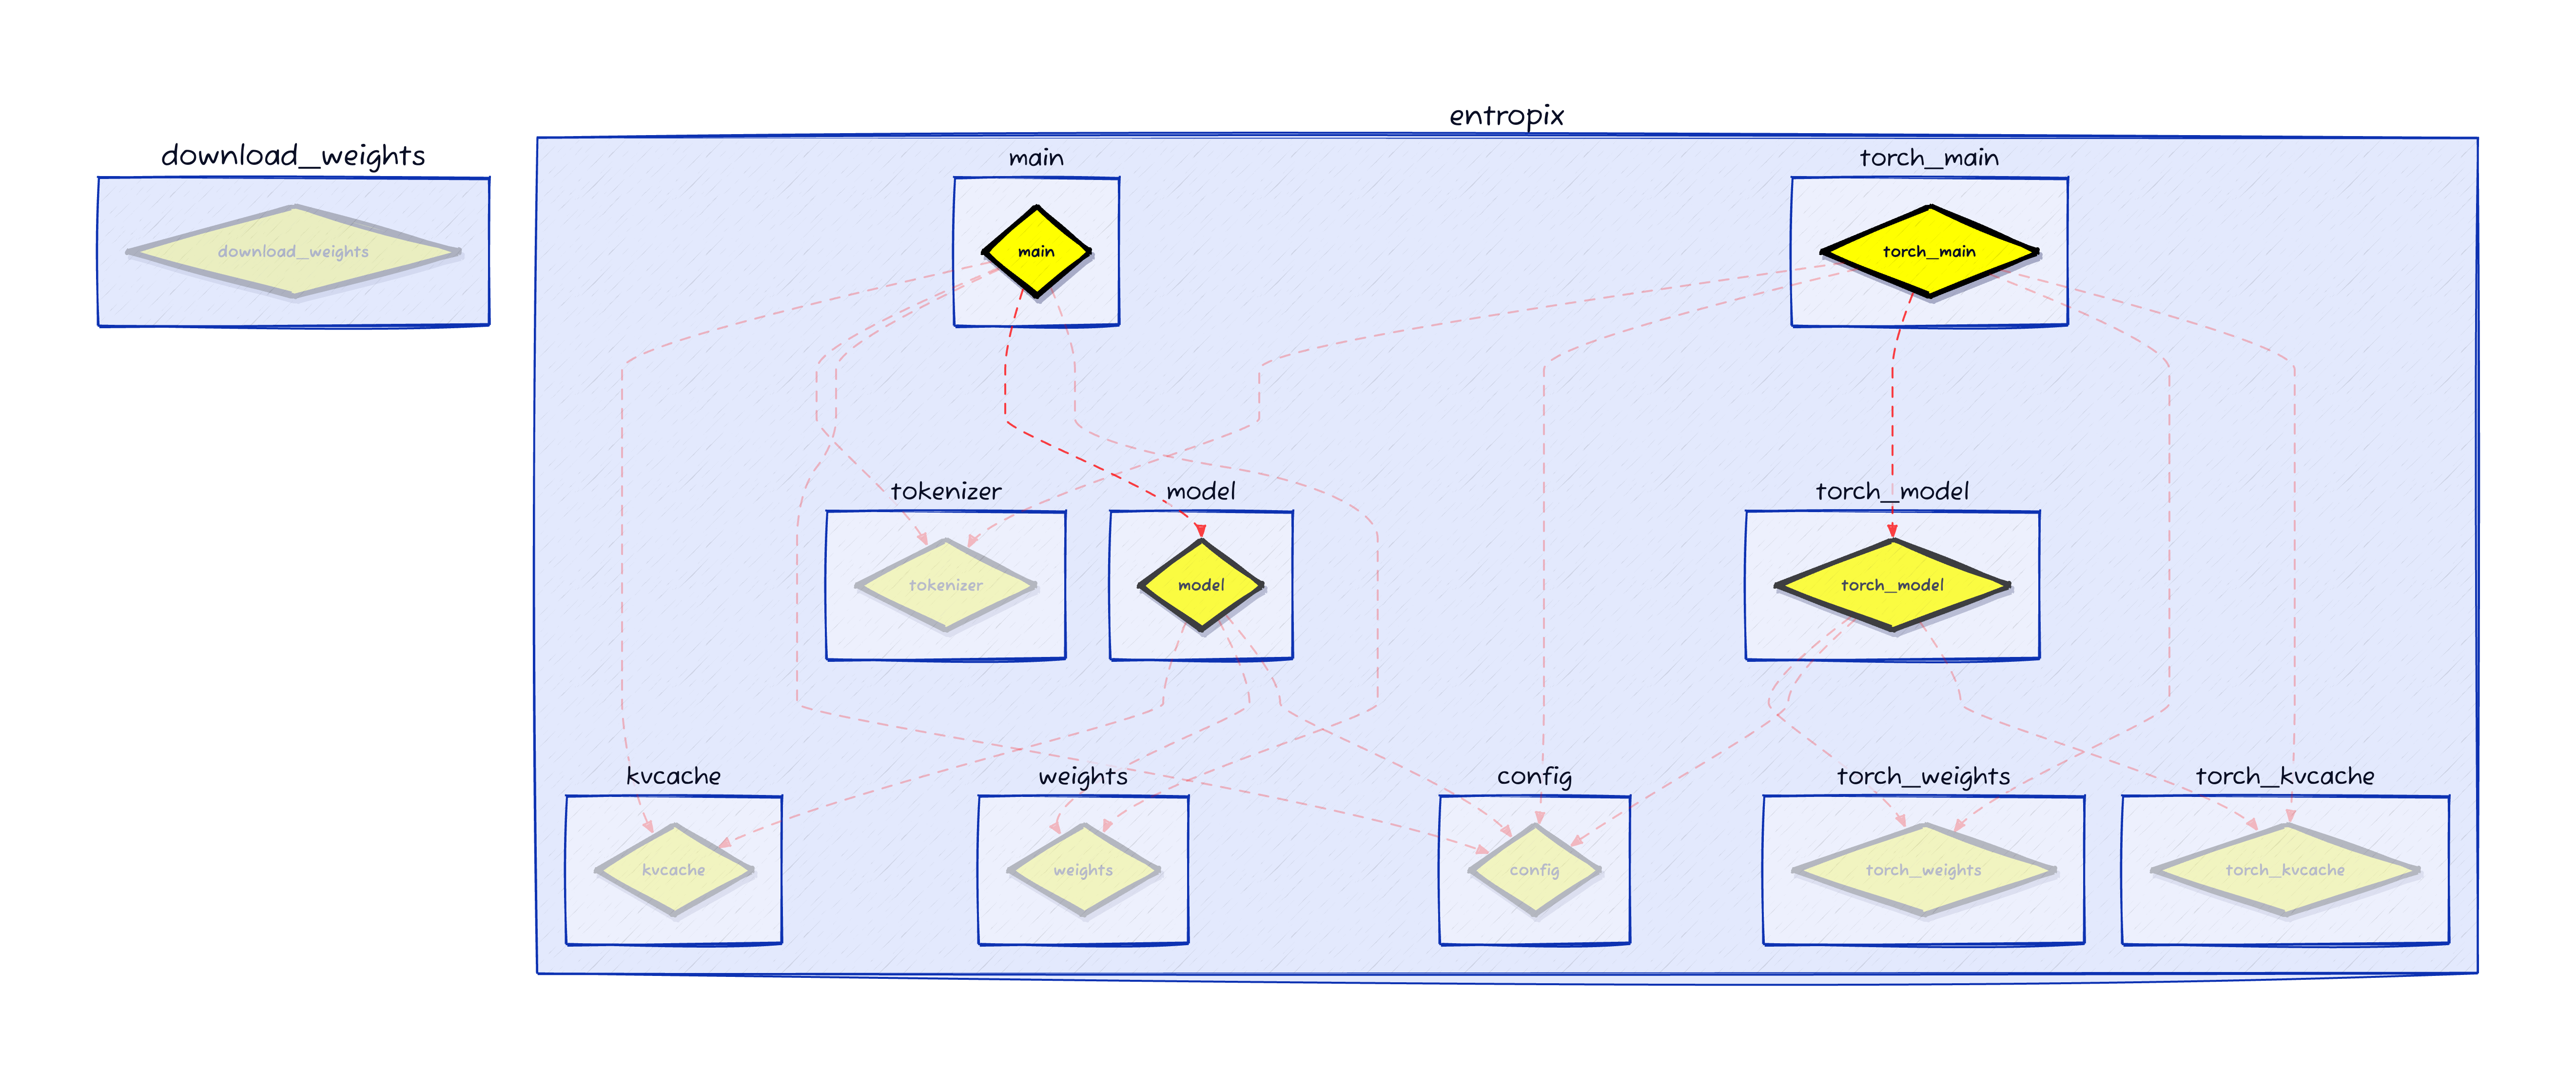 entropix
download_weights
download_weights
main
main
torch_main
torch_main
tokenizer
tokenizer
model
model
torch_model
torch_model
kvcache
kvcache
weights
weights
config
config
torch_weights
torch_weights
torch_kvcache
torch_kvcache